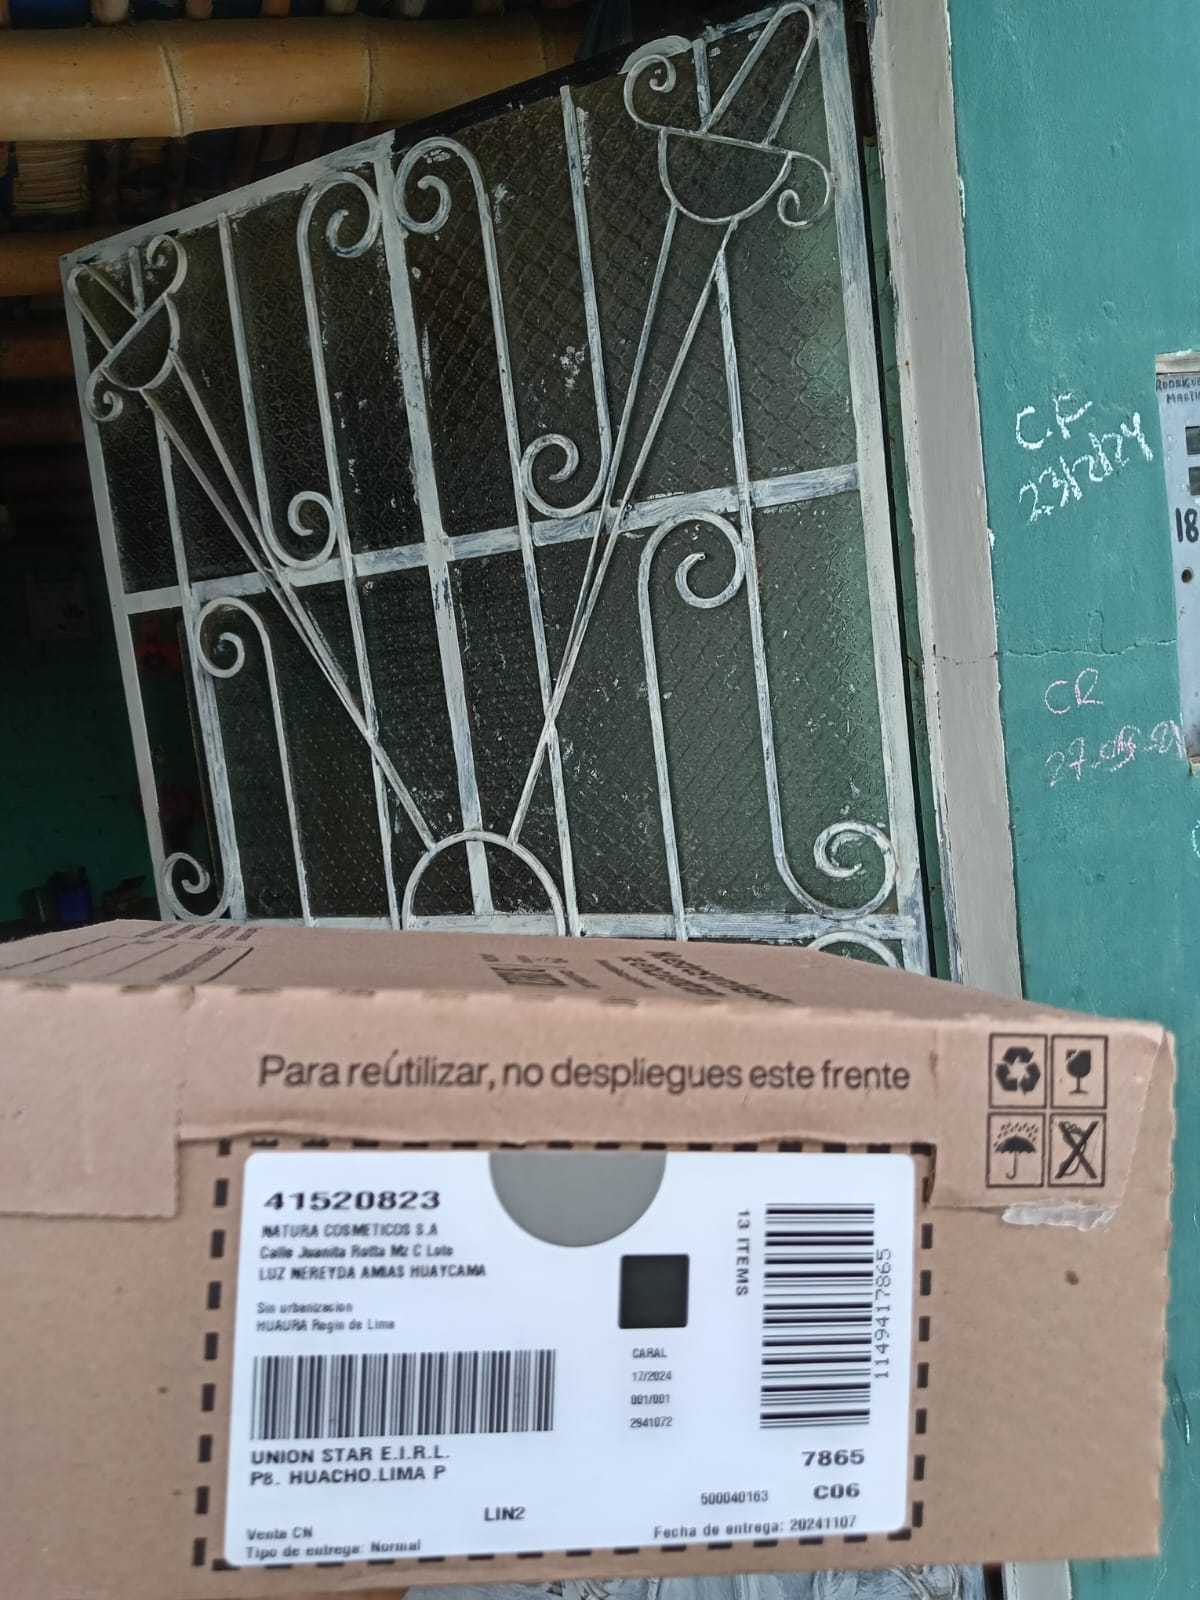 C.F
23/2/24
18
CR
Para reútilizar, no despliegues este frente
41520823
NATURA COSMETICOS S.A
Calle Juanita Rotta Mz C Lote
LUZ NEREYDA AMIAS HUAYCAMA
Sin urbanizacion
HUAURA Regin de Lima
13 ITEMS
1149417865
CARAL
17/2024
001/001
2941072
UNION STAR E.I.R.L.
P8. HUACHO.LIMA P
7865
500040163
C06
LIN2
Venta CN
Fecha de entrega: 20241107
Tipo de entrega: Normal